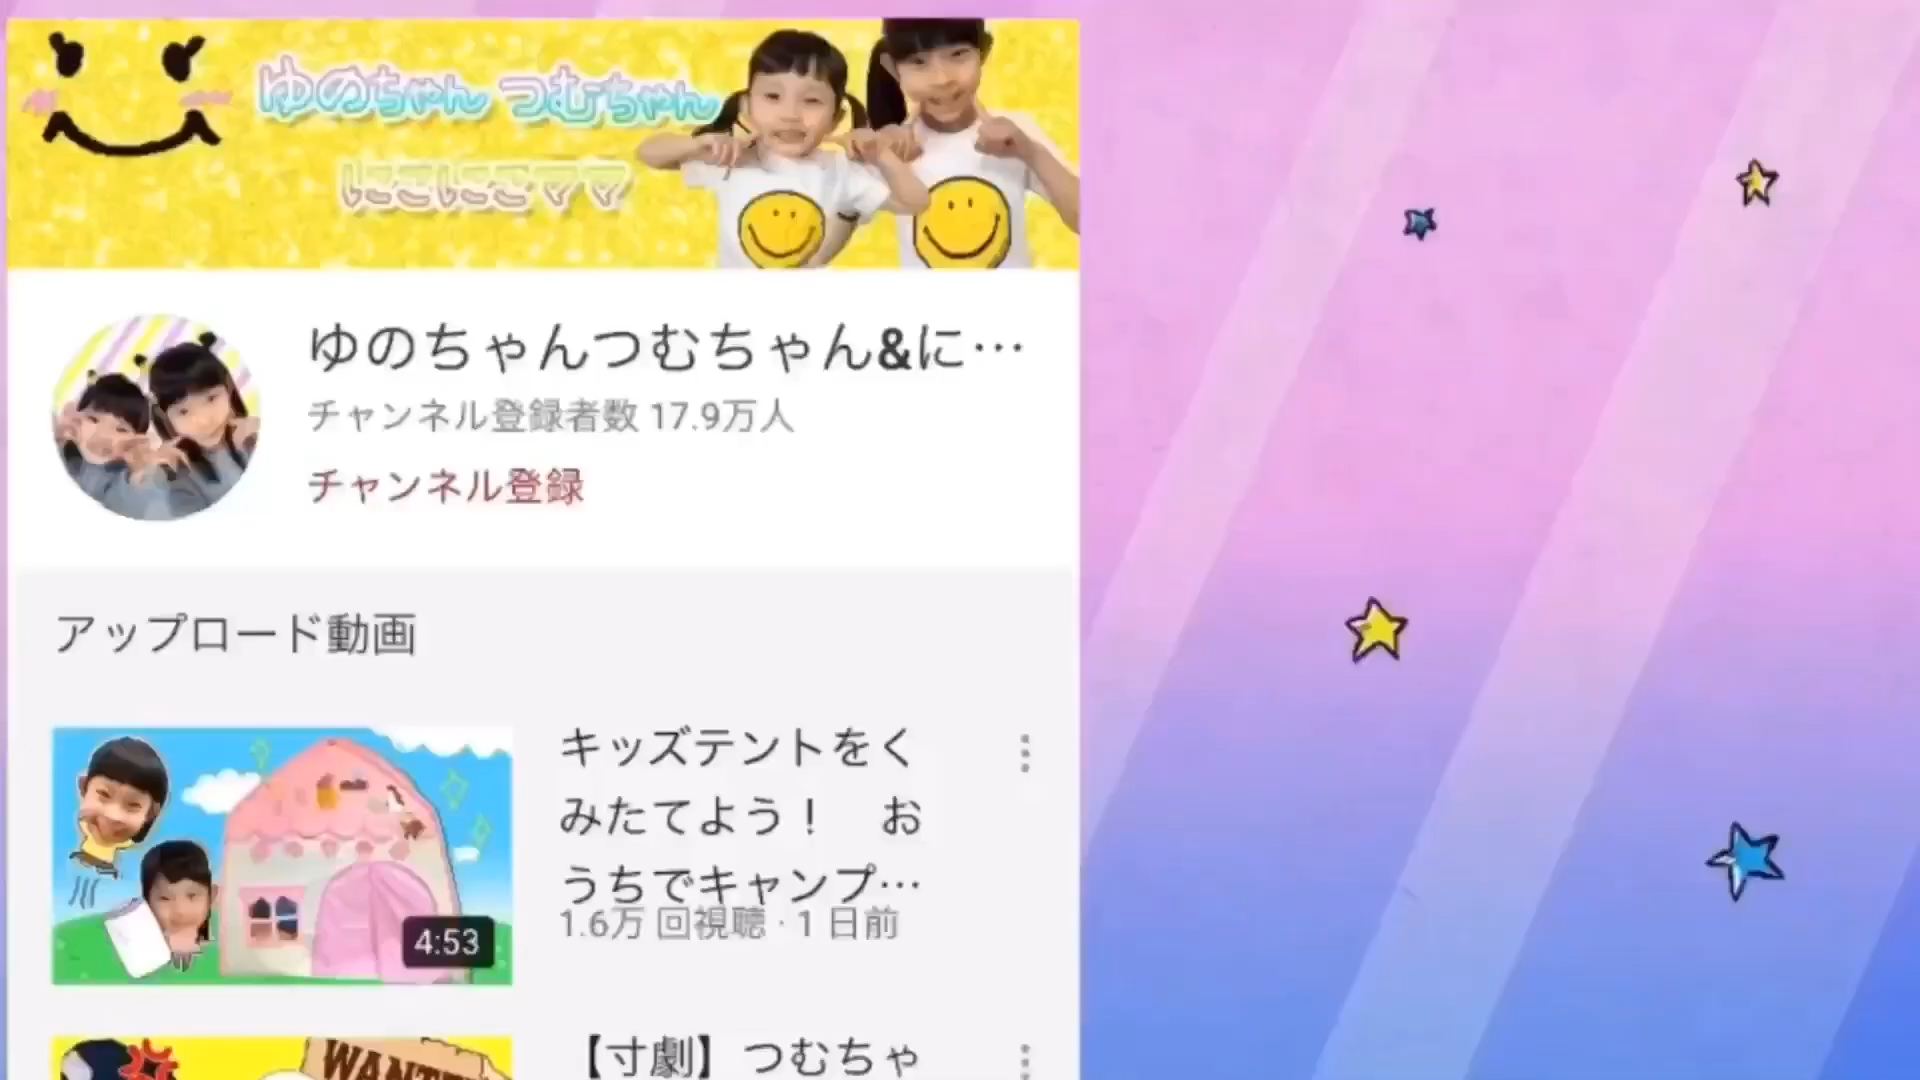 ゆのちゃん つむちゃん
にこにこママ
ゆのちゃんつむちゃん&に…
チャンネル登録者数 17.9万人
チャンネル登録
アップロード動画
キッズテントをく
みたてよう！　お
うちでキャンプ…
1.6万 回視聴・1 日前
4:53
【寸劇】つむちゃ
WANTED